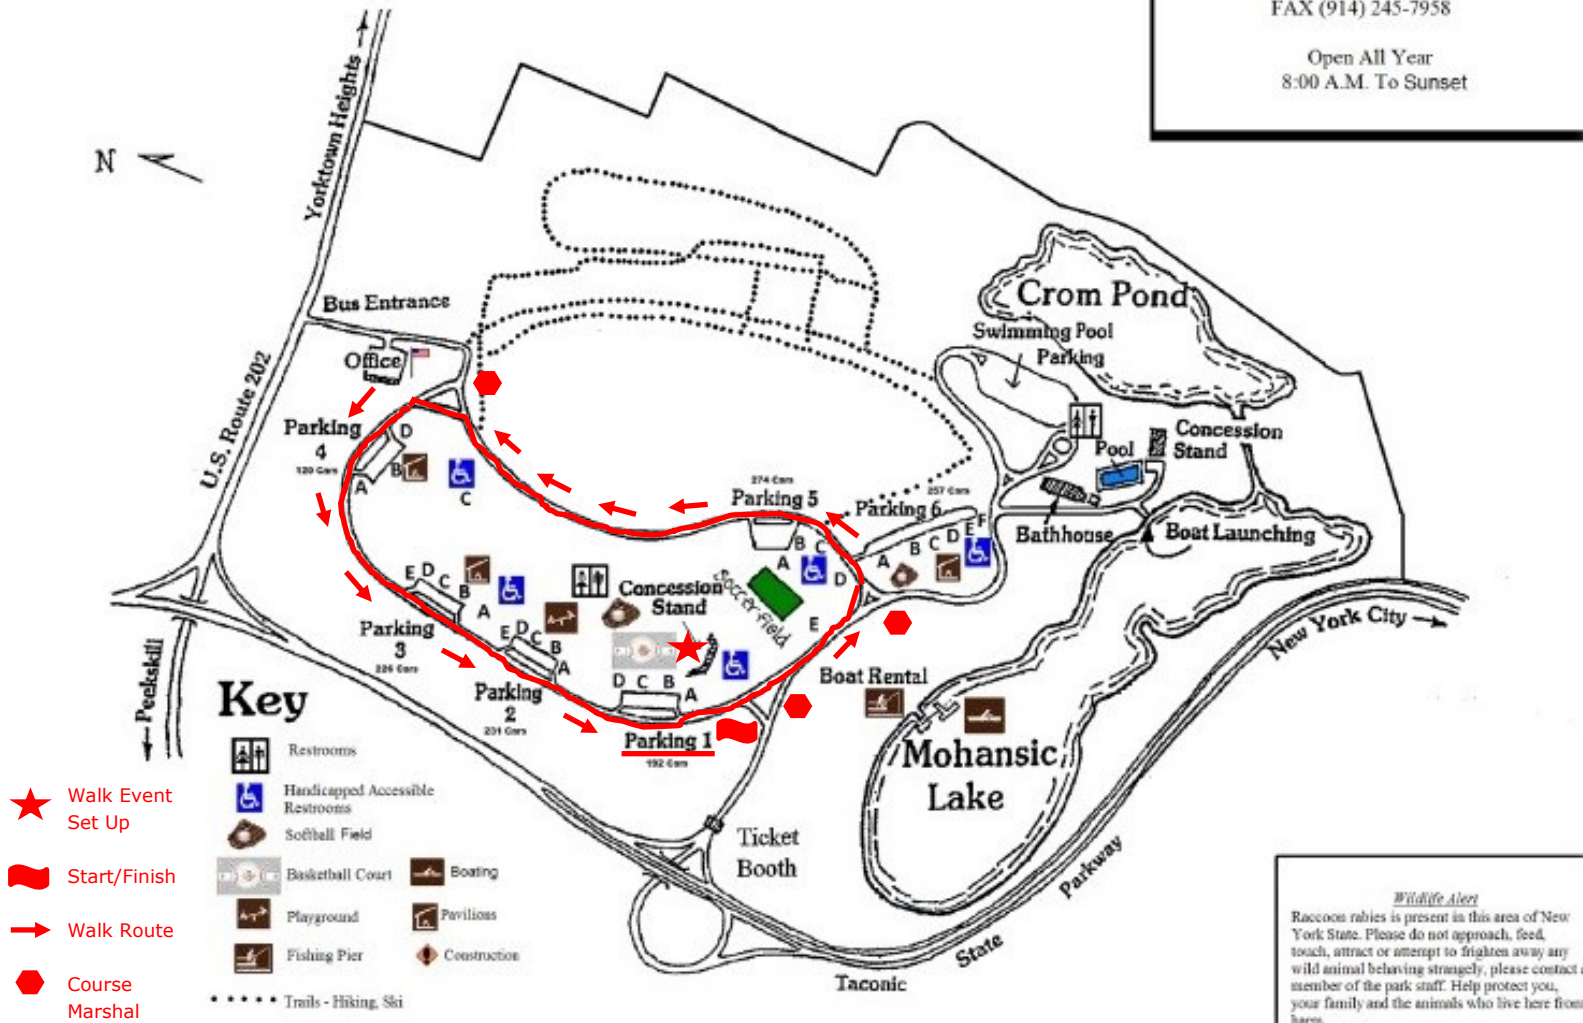 FAX (914) 245-7958
Open All Year
8:00 A.M. To Sunset
N
Yorktown Heights
U.S. Route 202
Bus Entrance
Office
Crom Pond
Swimming Pool
Parking
Concession
Stand
Pool
Bathhouse
Boat Launching
Parking
4
120 Cars
D
B
A
C
274 Cars
Parking 5
B
C
A
D
E
257 Cars
Parking 6
A
B
C
D
E
F
E
D
C
B
A
Parking
3
226 Cars
E
D
C
B
A
Parking
2
231 Cars
Concession
Stand
Soccer Field
D
C
B
A
Parking 1
192 Cars
Boat Rental
Mohansic
Lake
New York City
Peekskill
Ticket
Booth
Taconic
State
Parkway
Key
Restrooms
Handicapped Accessible
Restrooms
Softball Field
Basketball Court
Boating
Playground
Pavilions
Fishing Pier
Construction
Trails - Hiking, Ski
Walk Event
Set Up
Start/Finish
Walk Route
Course
Marshal
Wildlife Alert
Raccoon rabies is present in this area of New
York State. Please do not approach, feed,
touch, attract or attempt to frighten away any
wild animal behaving strangely, please contact a
member of the park staff. Help protect you,
your family and the animals who live here from
harm.